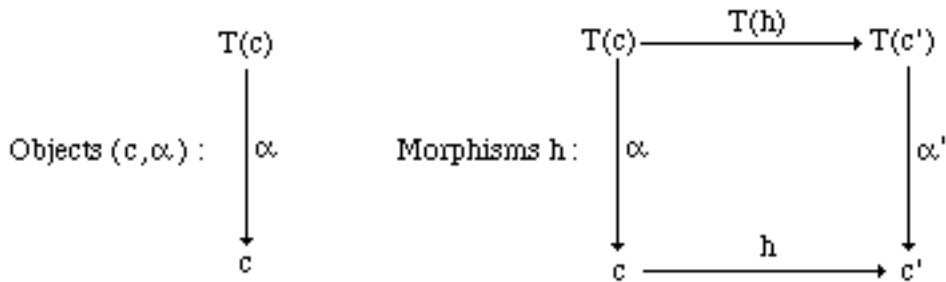 T(h)
T(c) T(c) T(c')
Objects (c,α) : α Morphisms h : α α'
h
c c c'